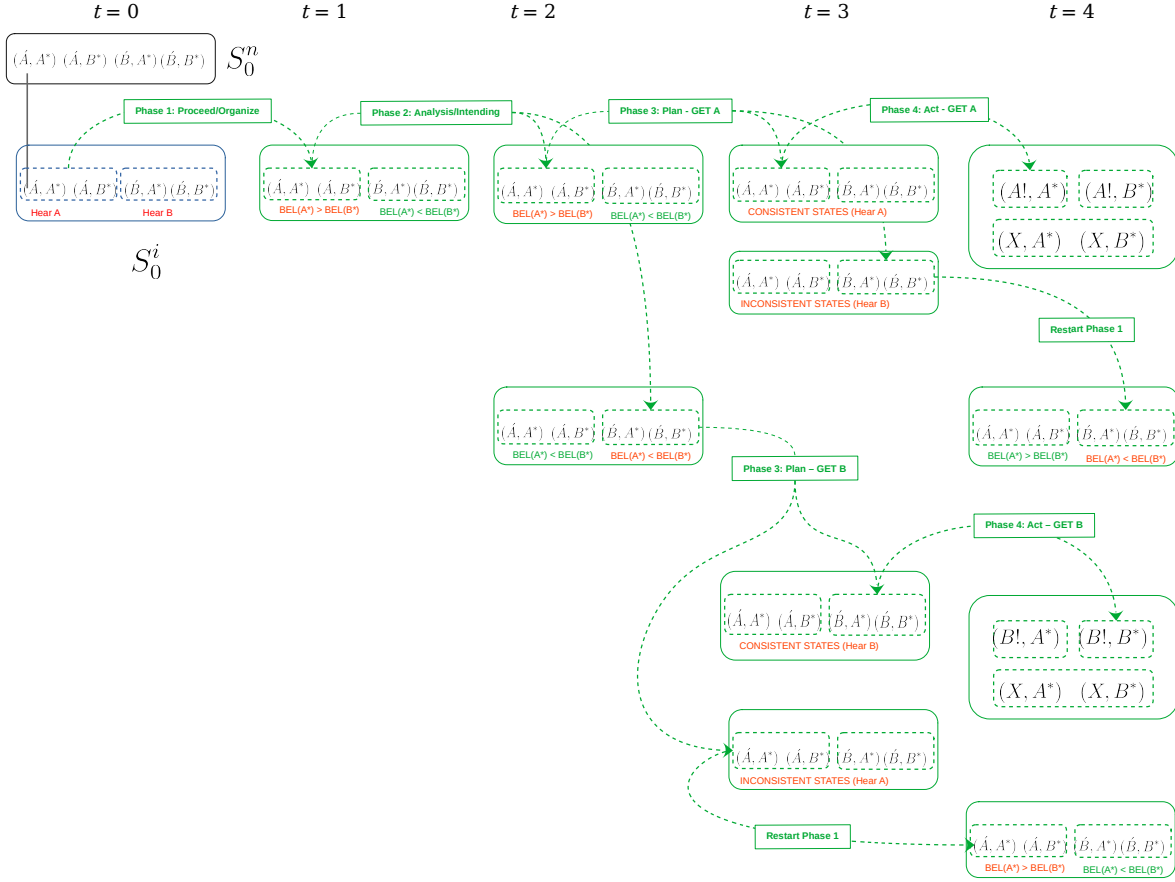 t = 0 t = 1 t = 2 t = 3 t = 4
(Á, A*) (Á, B*) (B́, A*) (B́, B*) S₀ⁿ
Phase 1: Proceed/Organize
Phase 2: Analysis/Intending
Phase 3: Plan - GET A
Phase 4: Act - GET A
(Á, A*) (Á, B*) (B́, A*) (B́, B*)
Hear A Hear B
S₀ⁱ
(Á, A*) (Á, B*) (B́, A*) (B́, B*)
BEL(A*) > BEL(B*) BEL(A*) < BEL(B*)
(Á, A*) (Á, B*) (B́, A*) (B́, B*)
BEL(A*) > BEL(B*) BEL(A*) < BEL(B*)
(Á, A*) (Á, B*) (B́, A*) (B́, B*)
CONSISTENT STATES (Hear A)
(A!, A*) (A!, B*)
(X, A*) (X, B*)
(Á, A*) (Á, B*) (B́, A*) (B́, B*)
INCONSISTENT STATES (Hear B)
Restart Phase 1
(Á, A*) (Á, B*) (B́, A*) (B́, B*)
BEL(A*) < BEL(B*) BEL(A*) < BEL(B*)
(Á, A*) (Á, B*) (B́, A*) (B́, B*)
BEL(A*) > BEL(B*) BEL(A*) < BEL(B*)
Phase 3: Plan – GET B
Phase 4: Act – GET B
(Á, A*) (Á, B*) (B́, A*) (B́, B*)
CONSISTENT STATES (Hear B)
(B!, A*) (B!, B*)
(X, A*) (X, B*)
(Á, A*) (Á, B*) (B́, A*) (B́, B*)
INCONSISTENT STATES (Hear A)
Restart Phase 1
(Á, A*) (Á, B*) (B́, A*) (B́, B*)
BEL(A*) > BEL(B*) BEL(A*) < BEL(B*)